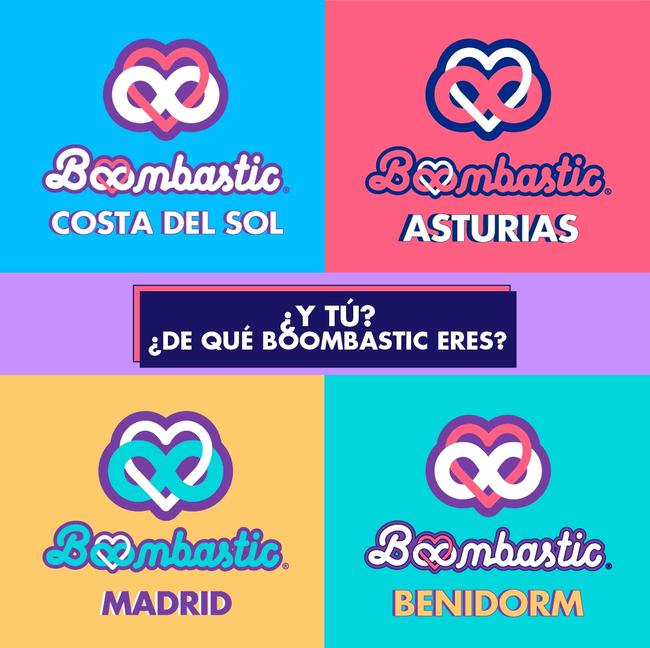 Boombastic®
COSTA DEL SOL
Boombastic®
ASTURIAS
¿Y TÚ?
¿DE QUÉ BOOMBASTIC ERES?
Boombastic®
MADRID
Boombastic®
BENIDORM